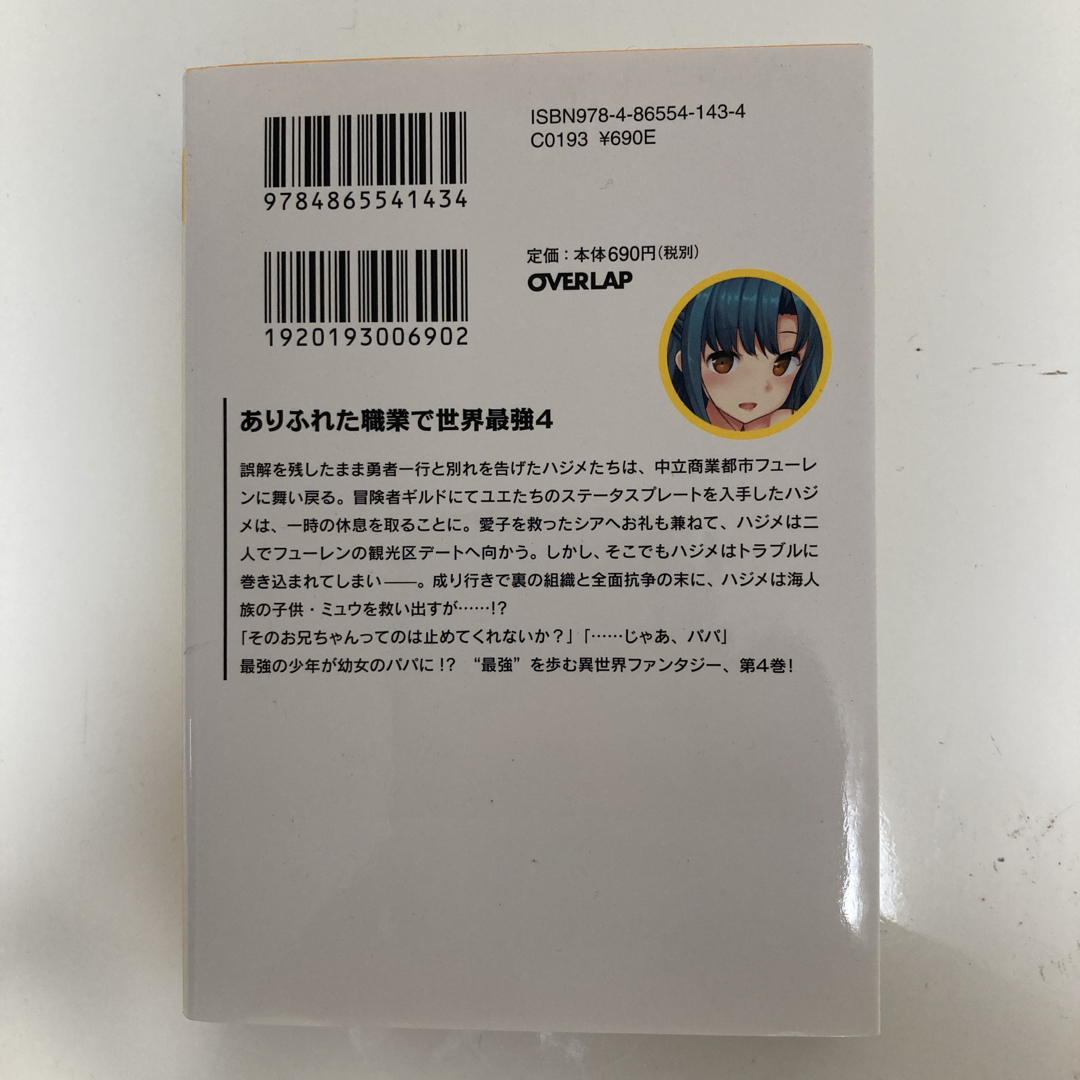 ISBN978-4-86554-143-4
C0193 ¥690E
9784865541434
定価：本体690円（税別）
OVERLAP
1920193006902
ありふれた職業で世界最強4
誤解を残したまま勇者一行と別れを告げたハジメたちは、中立商業都市フューレ
ンに舞い戻る。冒険者ギルドにてユエたちのステータスプレートを入手したハジ
メは、一時の休息を取ることに。愛子を救ったシアへお礼も兼ねて、ハジメは二
人でフューレンの観光区デートへ向かう。しかし、そこでもハジメはトラブルに
巻き込まれてしまい――。成り行きで裏の組織と全面抗争の末に、ハジメは海人
族の子供・ミュウを救い出すが……!?
「そのお兄ちゃんってのは止めてくれないか？」「……じゃあ、パパ」
最強の少年が幼女のパパに!?　“最強”を歩む異世界ファンタジー、第4巻!